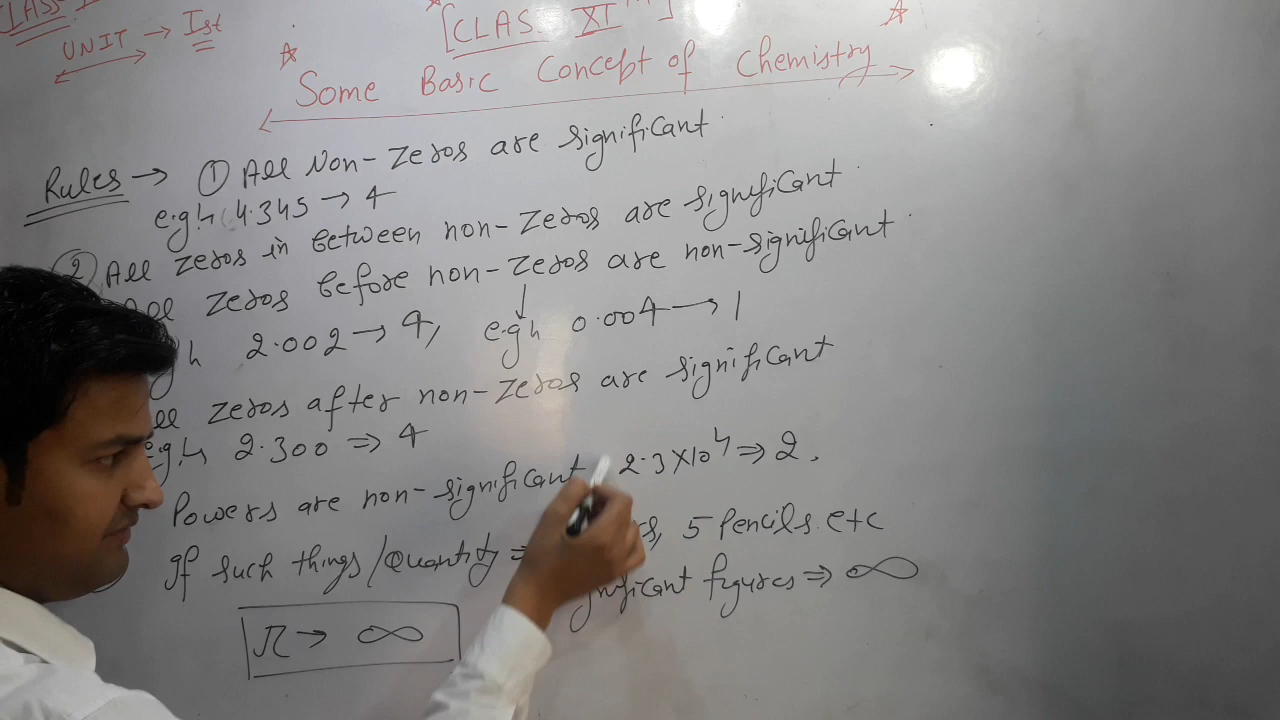 UNIT → Ist
[CLAS XI]
Some Basic Concept of Chemistry
Rules → ① All Non-Zeros are significant.
e.g. 4.345 → 4
② All zeros in between non-zeros are significant.
All zeros before non-zeros are non-significant.
2.002 → 4, e.g. 0.004 → 1
zeros after non-zeros are significant
e.g. 2.300 ⇒ 4
Powers are non-significant, 2.3×10⁴ ⇒ 2.
If such things/Quantity ⇒ 5 Pencils etc
figures ⇒ ∞
π → ∞